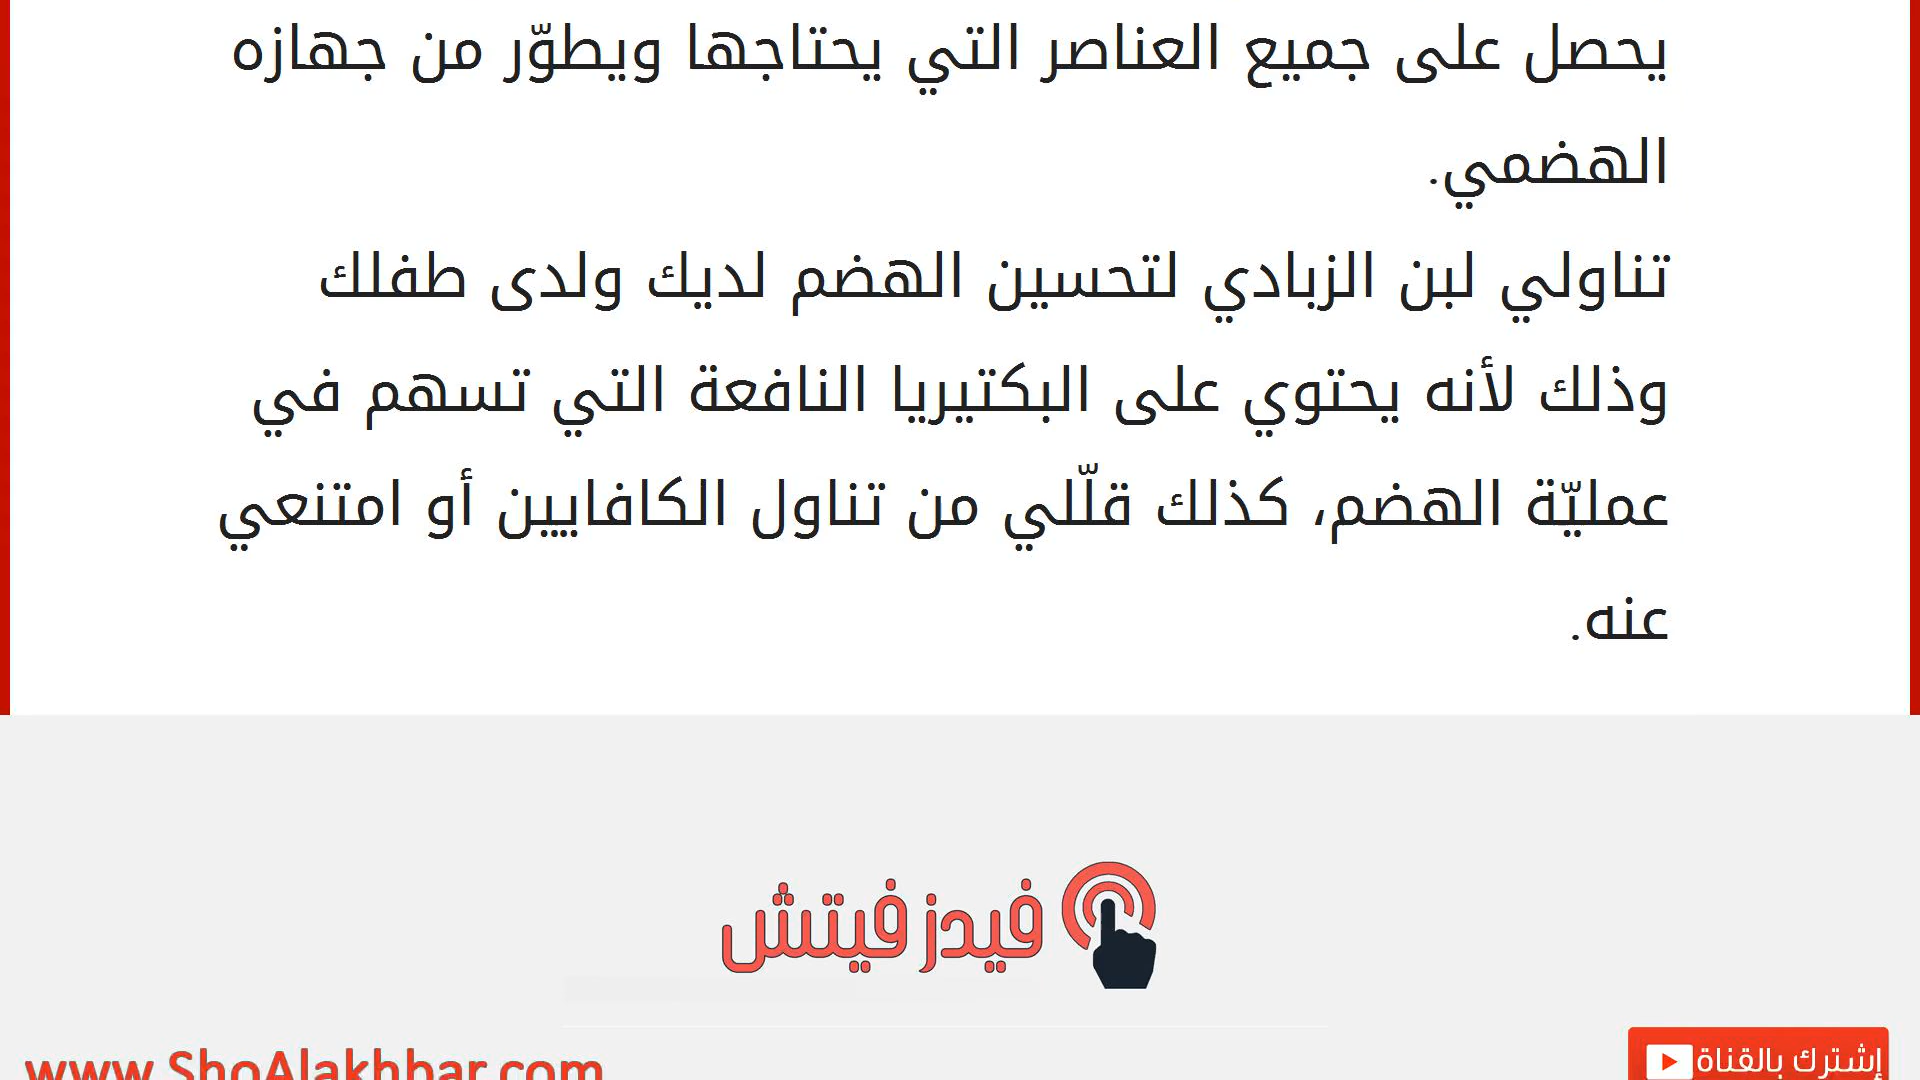 يحصل على جميع العناصر التي يحتاجها ويطوّر من جهازه
الهضمي.
تناولي لبن الزبادي لتحسين الهضم لديك ولدى طفلك
وذلك لأنه يحتوي على البكتيريا النافعة التي تسهم في
عمليّة الهضم، كذلك قلّلي من تناول الكافايين أو امتنعي
عنه.
فيدز فيتش
www.ShoAlakhbar.com
إشترك بالقناة